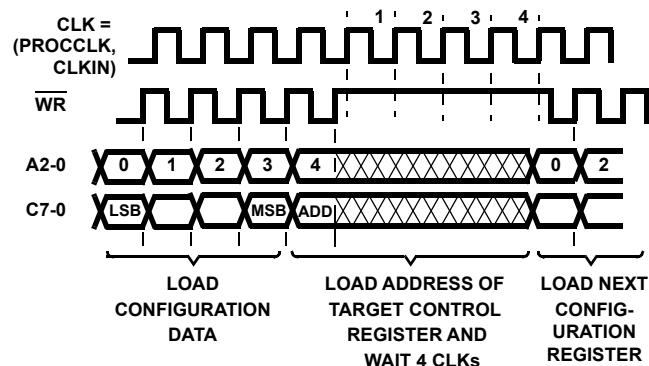 CLK =
(PROCCLK,
CLKIN)
1 2 3 4
WR
A2-0 0 1 2 3 4 0 2
C7-0 LSB MSB ADD
LOAD
CONFIGURATION
DATA
LOAD ADDRESS OF
TARGET CONTROL
REGISTER AND
WAIT 4 CLKs
LOAD NEXT
CONFIG-
URATION
REGISTER